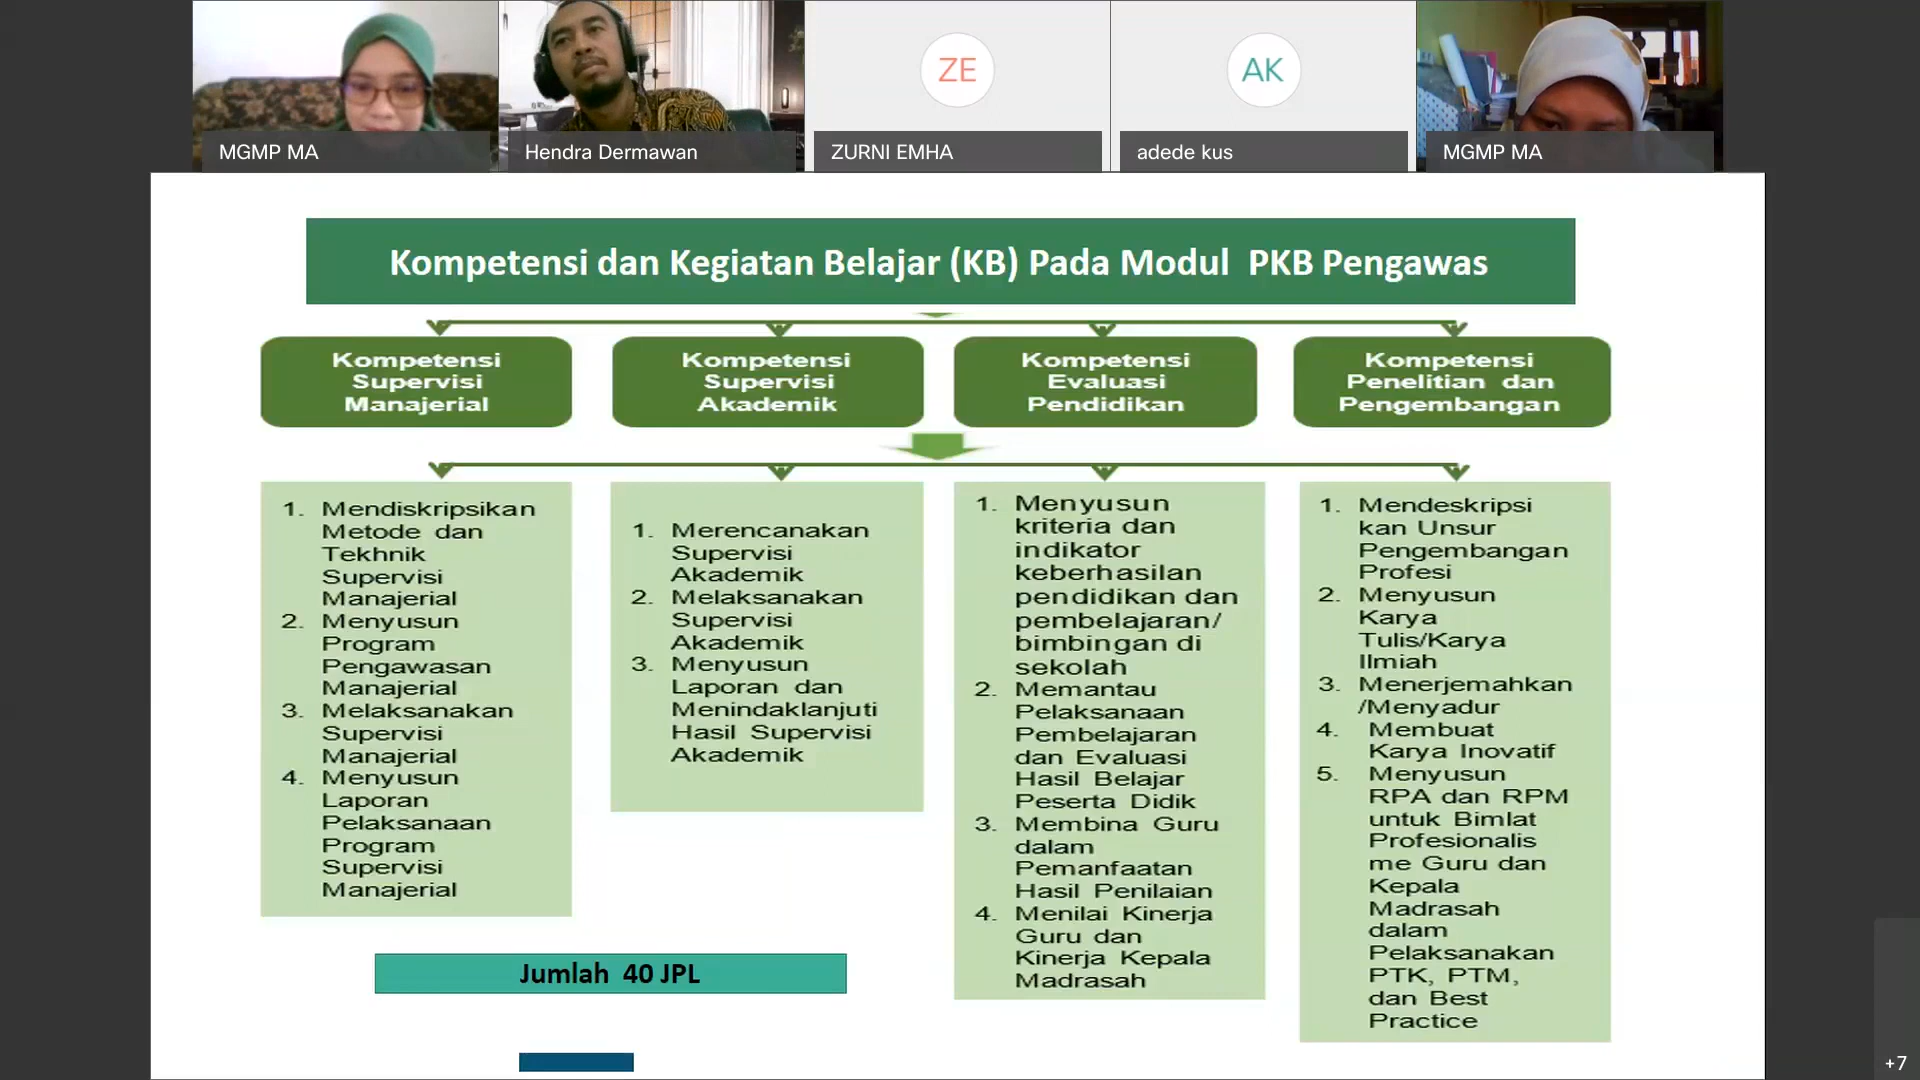 MGMP MA
Hendra Dermawan
ZE
ZURNI EMHA
AK
adede kus
MGMP MA
Kompetensi dan Kegiatan Belajar (KB) Pada Modul PKB Pengawas
Kompetensi
Supervisi
Manajerial
Kompetensi
Supervisi
Akademik
Kompetensi
Evaluasi
Pendidikan
Kompetensi
Penelitian dan
Pengembangan
1. Mendiskripsikan
Metode dan
Tekhnik
Supervisi
Manajerial
2. Menyusun
Program
Pengawasan
Manajerial
3. Melaksanakan
Supervisi
Manajerial
4. Menyusun
Laporan
Pelaksanaan
Program
Supervisi
Manajerial
1. Merencanakan
Supervisi
Akademik
2. Melaksanakan
Supervisi
Akademik
3. Menyusun
Laporan dan
Menindaklanjuti
Hasil Supervisi
Akademik
1. Menyusun
kriteria dan
indikator
keberhasilan
pendidikan dan
pembelajaran/
bimbingan di
sekolah
2. Memantau
Pelaksanaan
Pembelajaran
dan Evaluasi
Hasil Belajar
Peserta Didik
3. Membina Guru
dalam
Pemanfaatan
Hasil Penilaian
4. Menilai Kinerja
Guru dan
Kinerja Kepala
Madrasah
1. Mendeskripsi
kan Unsur
Pengembangan
Profesi
2. Menyusun
Karya
Tulis/Karya
Ilmiah
3. Menerjemahkan
/Menyadur
4. Membuat
Karya Inovatif
5. Menyusun
RPA dan RPM
untuk Bimlat
Profesionalis
me Guru dan
Kepala
Madrasah
dalam
Pelaksanakan
PTK, PTM,
dan Best
Practice
Jumlah 40 JPL
+7